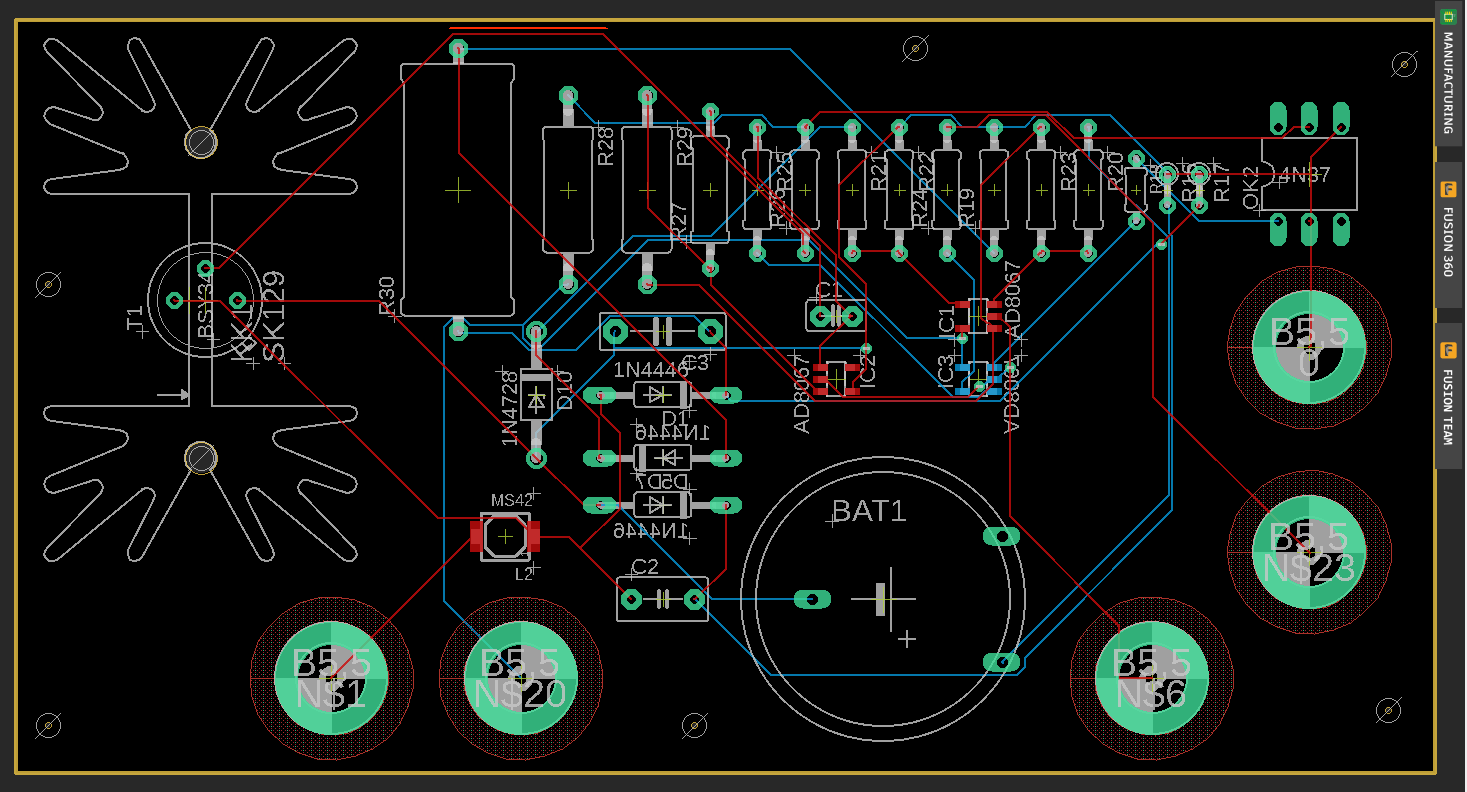 MANUFACTURING
FUSION 360
FUSION TEAM
R28
R29
R27
R25
R26
R21
R22
R24
R19
R23
R20
R17
OK2
4N37
T1
BSY34
KK1
SK129
R30
C1
IC1
AD8067
AD8067
IC2
IC3
C3
1N4446
D1
1N4728
D10
1N4446
D5
1N4446
MS42
L2
C2
BAT1
B5,5
0
B5,5
N$23
B5,5
N$1
B5,5
N$20
B5,5
N$6